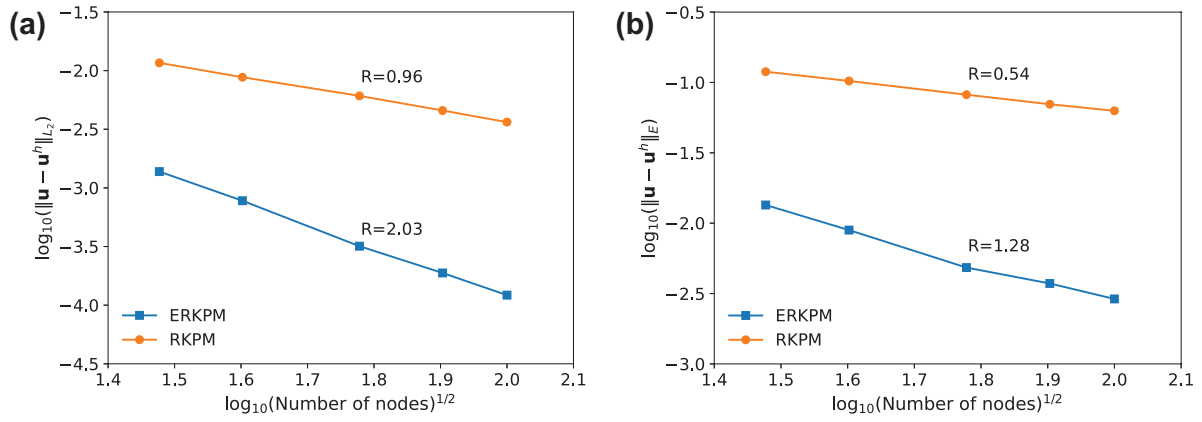 (a)
−1.5
−2.0
−2.5
−3.0
−3.5
−4.0
−4.5
log₁₀(‖𝐮 − 𝐮ʰ‖_{L₂})
R=0.96
R=2.03
ERKPM
RKPM
1.4 1.5 1.6 1.7 1.8 1.9 2.0 2.1
log₁₀(Number of nodes)^{1/2}
(b)
−0.5
−1.0
−1.5
−2.0
−2.5
−3.0
log₁₀(‖𝐮 − 𝐮ʰ‖_E)
R=0.54
R=1.28
ERKPM
RKPM
1.4 1.5 1.6 1.7 1.8 1.9 2.0 2.1
log₁₀(Number of nodes)^{1/2}